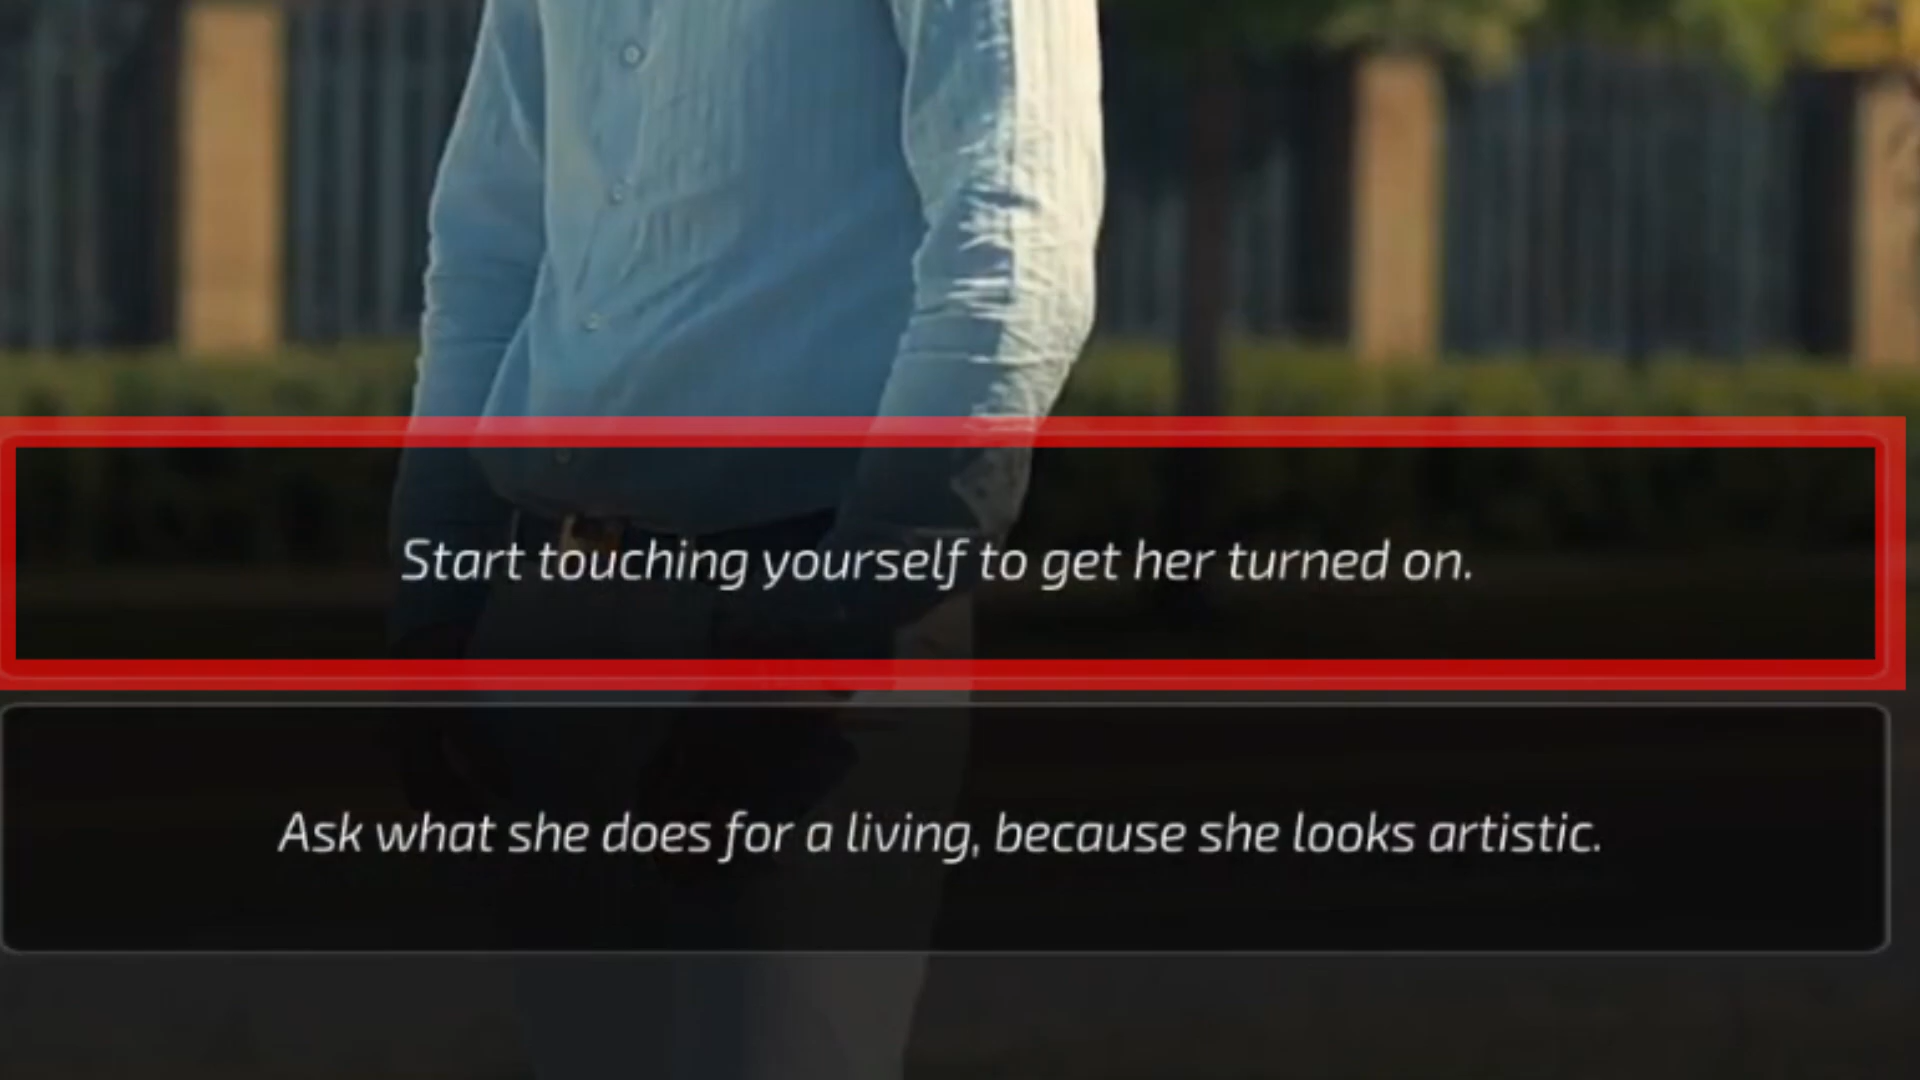 Start touching yourself to get her turned on.
Ask what she does for a living, because she looks artistic.